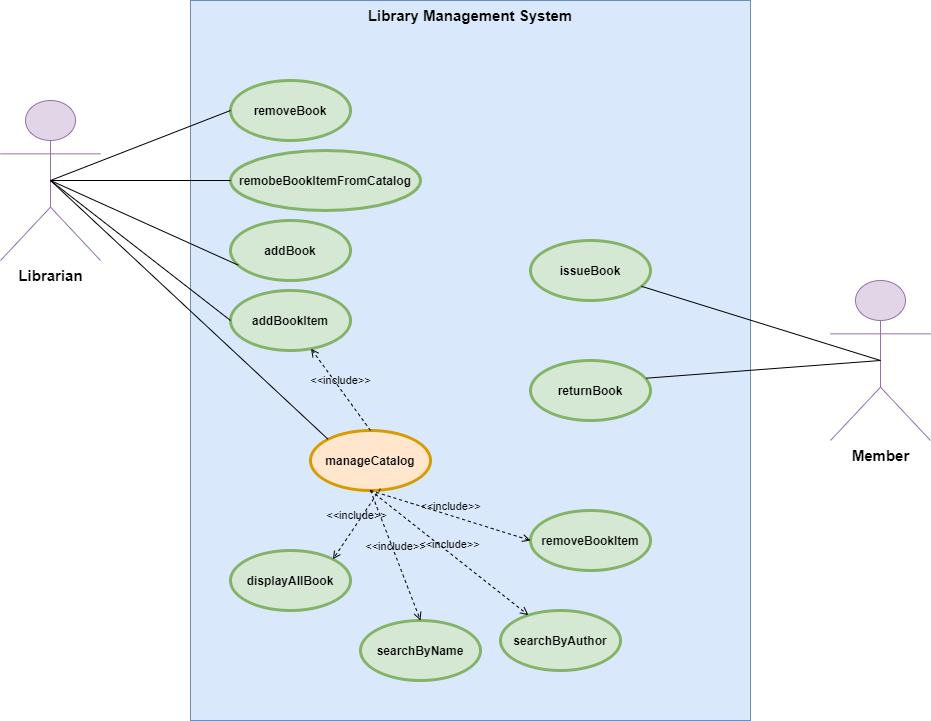 Library Management System
removeBook
removeBookItemFromCatalog
addBook
Librarian
issueBook
addBookItem
<<include>>
returnBook
manageCatalog
Member
<<include>>
<<include>>
removeBookItem
<<include>>
<<include>>
displayAllBook
searchByAuthor
searchByName